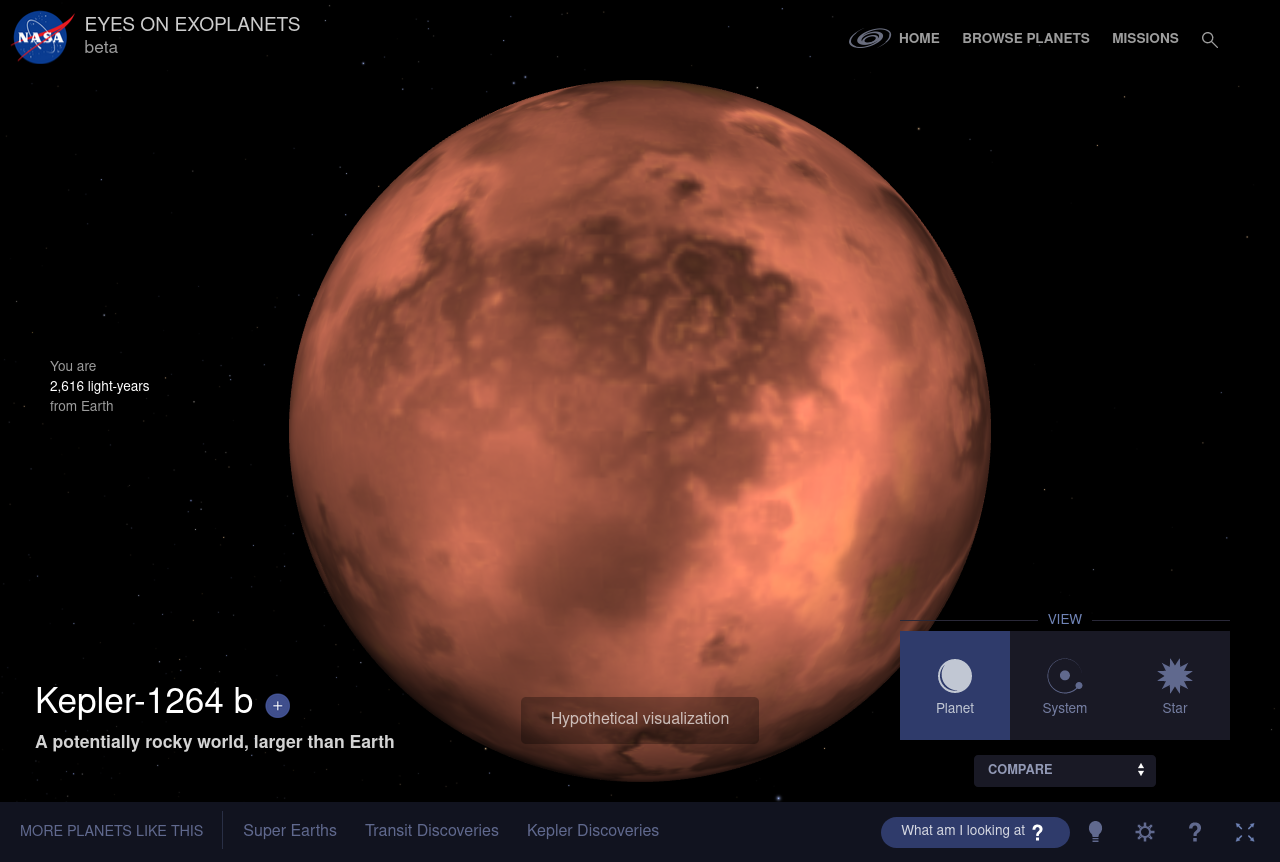 NASA
EYES ON EXOPLANETS
beta
HOME
BROWSE PLANETS
MISSIONS
You are
2,616 light-years
from Earth
Kepler-1264 b +
A potentially rocky world, larger than Earth
Hypothetical visualization
VIEW
Planet
System
Star
COMPARE
MORE PLANETS LIKE THIS
Super Earths
Transit Discoveries
Kepler Discoveries
What am I looking at ?
?